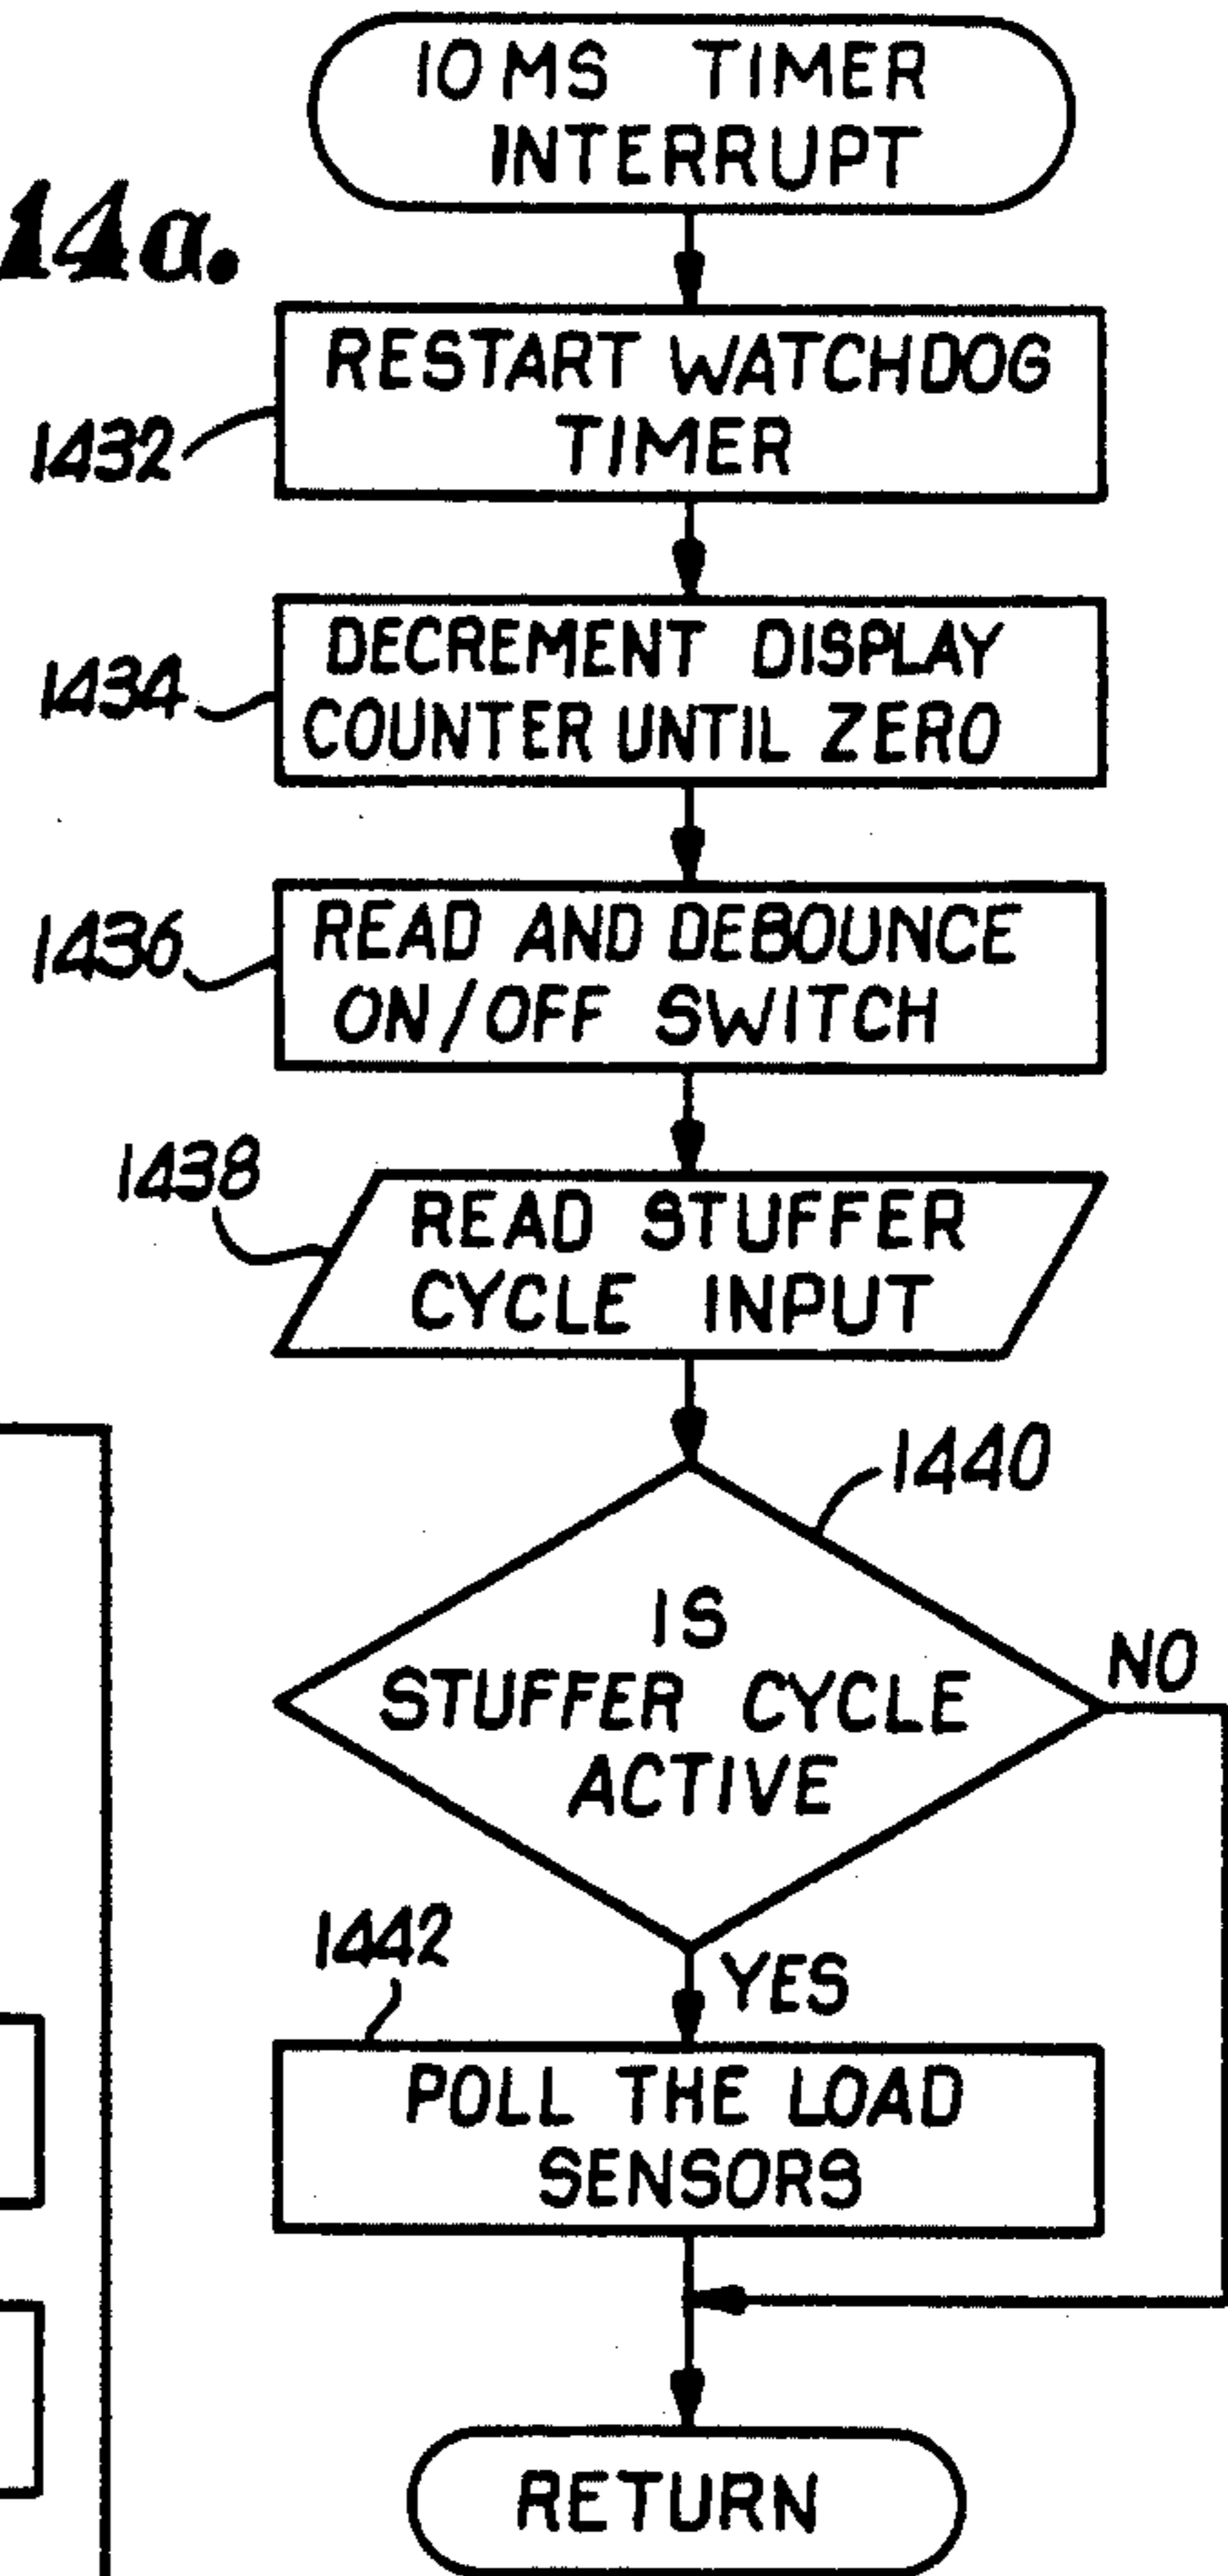 10 MS TIMER
INTERRUPT
14a.
RESTART WATCHDOG
TIMER
1432
DECREMENT DISPLAY
COUNTER UNTIL ZERO
1434
READ AND DEBOUNCE
ON/OFF SWITCH
1436
1438
READ STUFFER
CYCLE INPUT
1440
IS
STUFFER CYCLE
ACTIVE
NO
YES
1442
POLL THE LOAD
SENSORS
RETURN